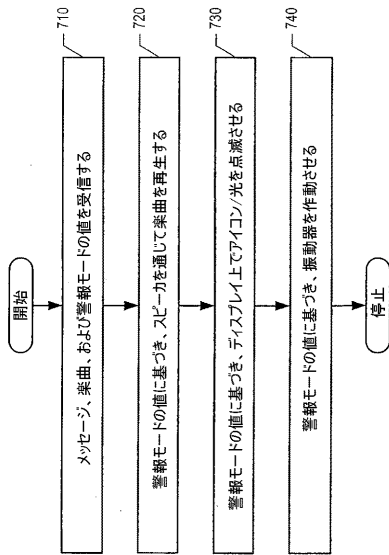 開始
710
メッセージ、楽曲、および警報モードの値を受信する
720
警報モードの値に基づき、スピーカを通じて楽曲を再生する
730
警報モードの値に基づき、ディスプレイ上でアイコン/光を点滅させる
740
警報モードの値に基づき、振動器を作動させる
停止